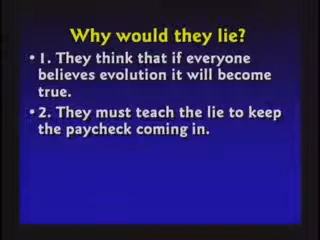 Why would they lie?
• 1. They think that if everyone
believes evolution it will become
true.
• 2. They must teach the lie to keep
the paycheck coming in.